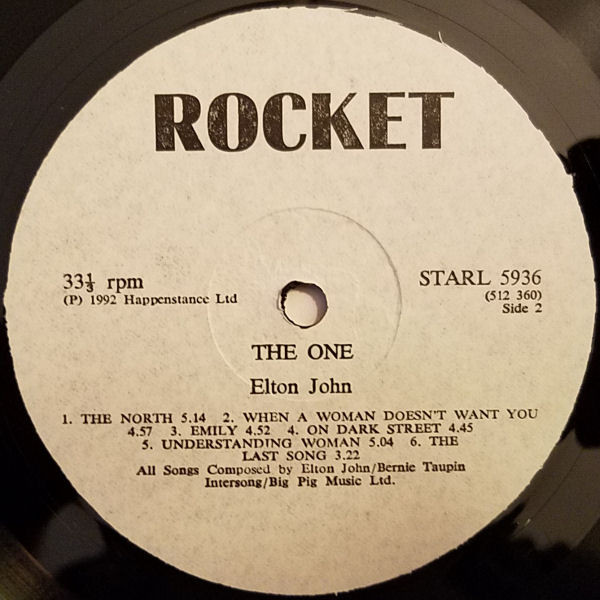 ROCKET
33⅓ rpm
(P) 1992 Happenstance Ltd
STARL 5936
(512 360)
Side 2
THE ONE
Elton John
1. THE NORTH 5.14 2. WHEN A WOMAN DOESN'T WANT YOU
4.57 3. EMILY 4.52 4. ON DARK STREET 4.45
5. UNDERSTANDING WOMAN 5.04 6. THE
LAST SONG 3.22
All Songs Composed by Elton John/Bernie Taupin
Intersong/Big Pig Music Ltd.